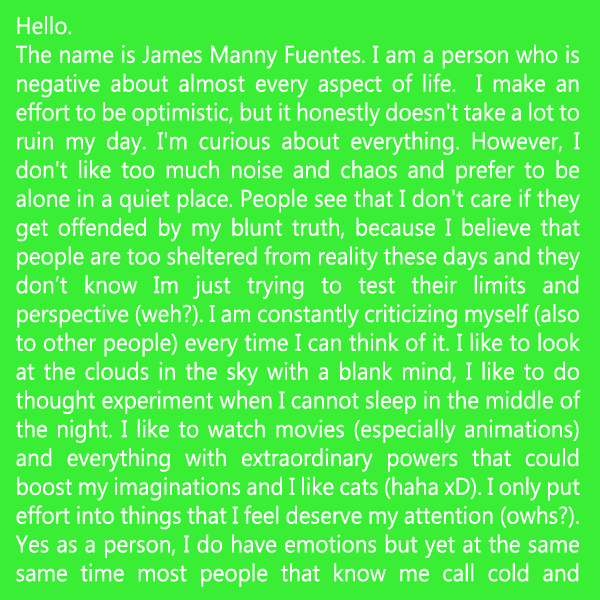 Hello.
The name is James Manny Fuentes. I am a person who is
negative about almost every aspect of life.  I make an
effort to be optimistic, but it honestly doesn't take a lot to
ruin my day. I'm curious about everything. However, I
don't like too much noise and chaos and prefer to be
alone in a quiet place. People see that I don't care if they
get offended by my blunt truth, because I believe that
people are too sheltered from reality these days and they
don’t know Im just trying to test their limits and
perspective (weh?). I am constantly criticizing myself (also
to other people) every time I can think of it. I like to look
at the clouds in the sky with a blank mind, I like to do
thought experiment when I cannot sleep in the middle of
the night. I like to watch movies (especially animations)
and everything with extraordinary powers that could
boost my imaginations and I like cats (haha xD). I only put
effort into things that I feel deserve my attention (owhs?).
Yes as a person, I do have emotions but yet at the same
same time most people that know me call cold and